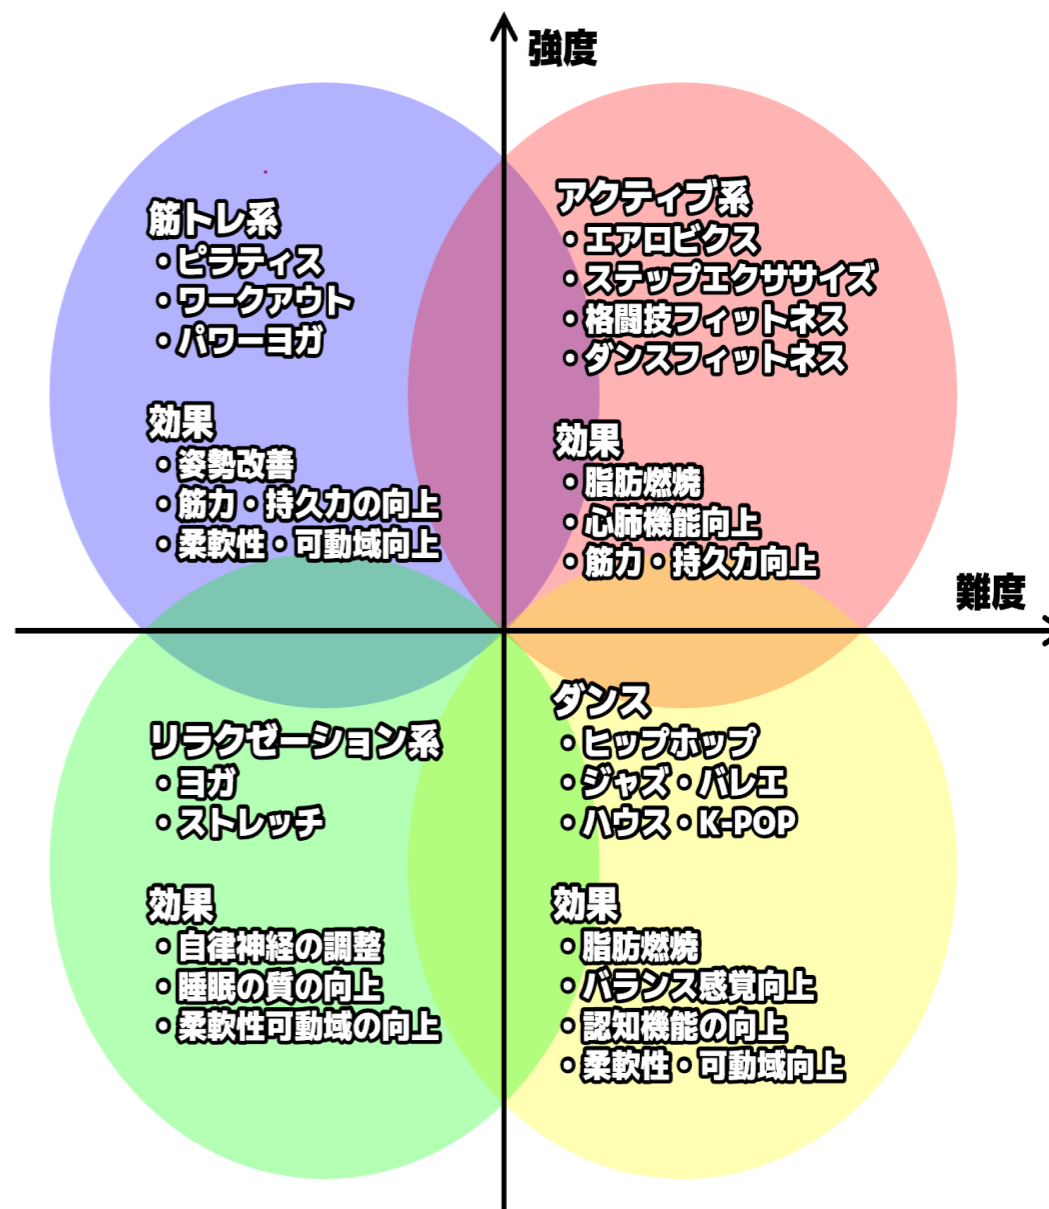 強度
筋トレ系
・ピラティス
・ワークアウト
・パワーヨガ
効果
・姿勢改善
・筋力・持久力の向上
・柔軟性・可動域向上
アクティブ系
・エアロビクス
・ステップエクササイズ
・格闘技フィットネス
・ダンスフィットネス
効果
・脂肪燃焼
・心肺機能向上
・筋力・持久力向上
難度
リラクゼーション系
・ヨガ
・ストレッチ
効果
・自律神経の調整
・睡眠の質の向上
・柔軟性可動域の向上
ダンス
・ヒップホップ
・ジャズ・バレエ
・ハウス・K-POP
効果
・脂肪燃焼
・バランス感覚向上
・認知機能の向上
・柔軟性・可動域向上